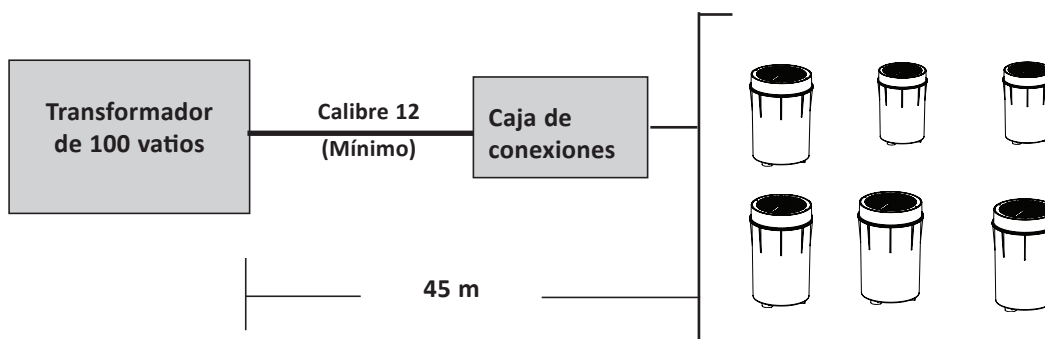 Transformador
de 100 vatios
Calibre 12
(Mínimo)
Caja de
conexiones
45 m